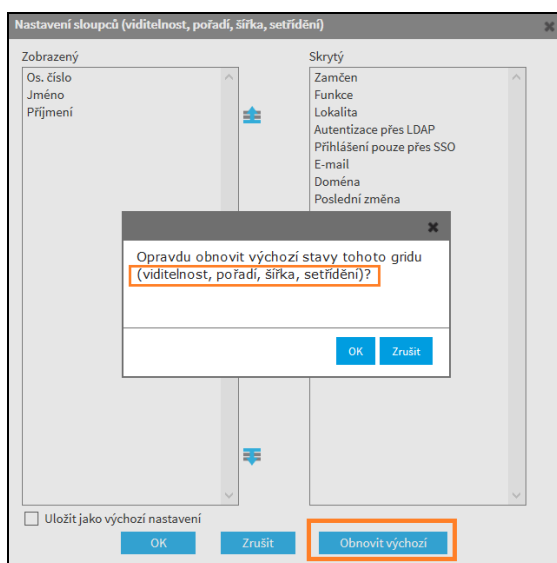 Nastavení sloupců (viditelnost, pořadí, šířka, setřídění)
Zobrazený
Os. číslo
Jméno
Příjmení
Skrytý
Zamčen
Funkce
Lokalita
Autentizace přes LDAP
Přihlášení pouze přes SSO
E-mail
Doména
Poslední změna
Opravdu obnovit výchozí stavy tohoto gridu
(viditelnost, pořadí, šířka, setřídění)?
OK Zrušit
Uložit jako výchozí nastavení
OK Zrušit Obnovit výchozí